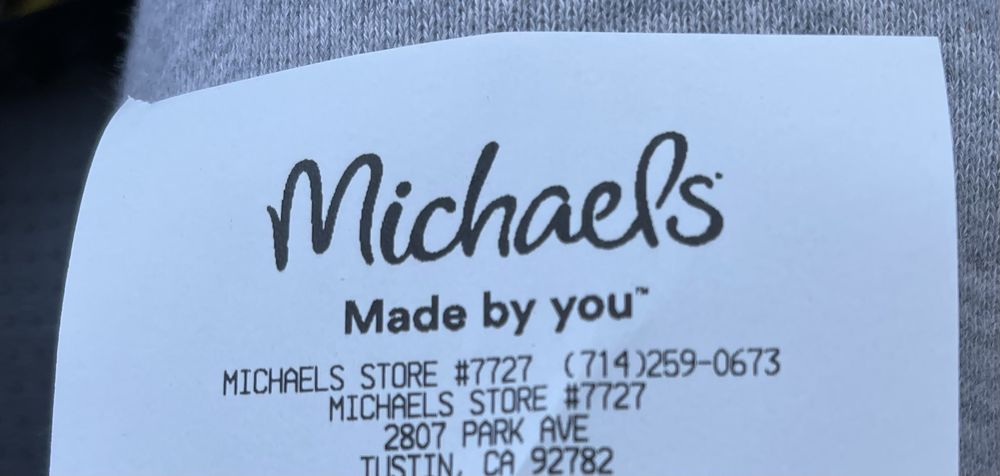 Michaels
Made by you™
MICHAELS STORE #7727 (714)259-0673
MICHAELS STORE #7727
2807 PARK AVE
TUSTIN, CA 92782